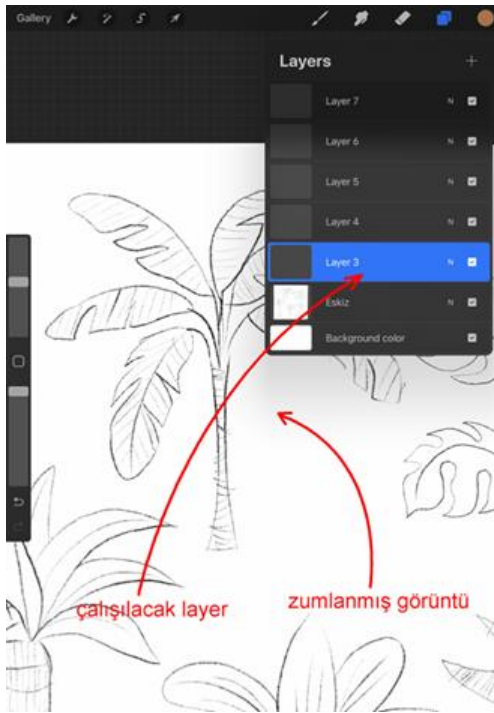 Gallery
Layers
Layer 7 N
Layer 6 N
Layer 5 N
Layer 4 N
Layer 3 N
Eskiz N
Background color
çalışılacak layer
zumlanmış görüntü